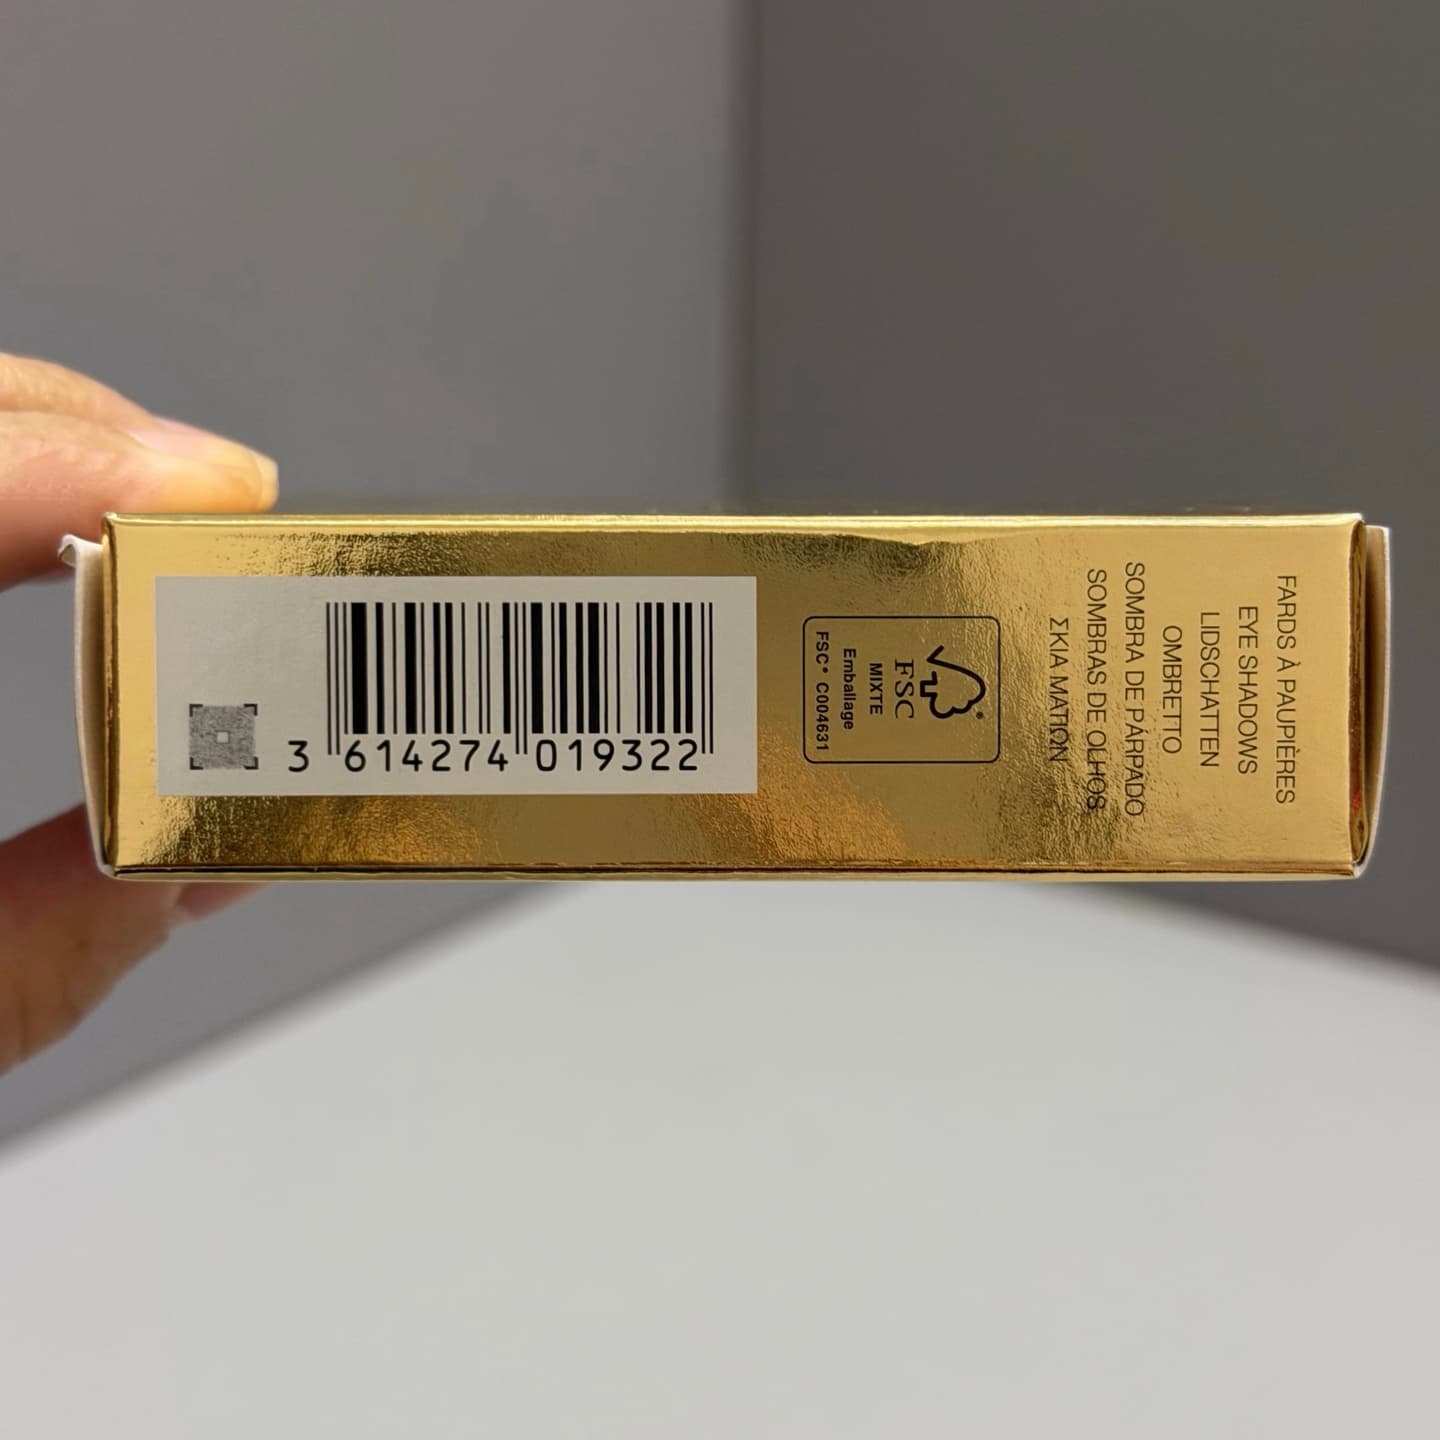 3 614274 019322
FSC®
MIXTE
Emballage
FSC® C004631
FARDS À PAUPIÈRES
EYE SHADOWS
LIDSCHATTEN
OMBRETTO
SOMBRA DE PÁRPADO
SOMBRAS DE OLHOS
ΣΚΙΑ ΜΑΤΙΩΝ